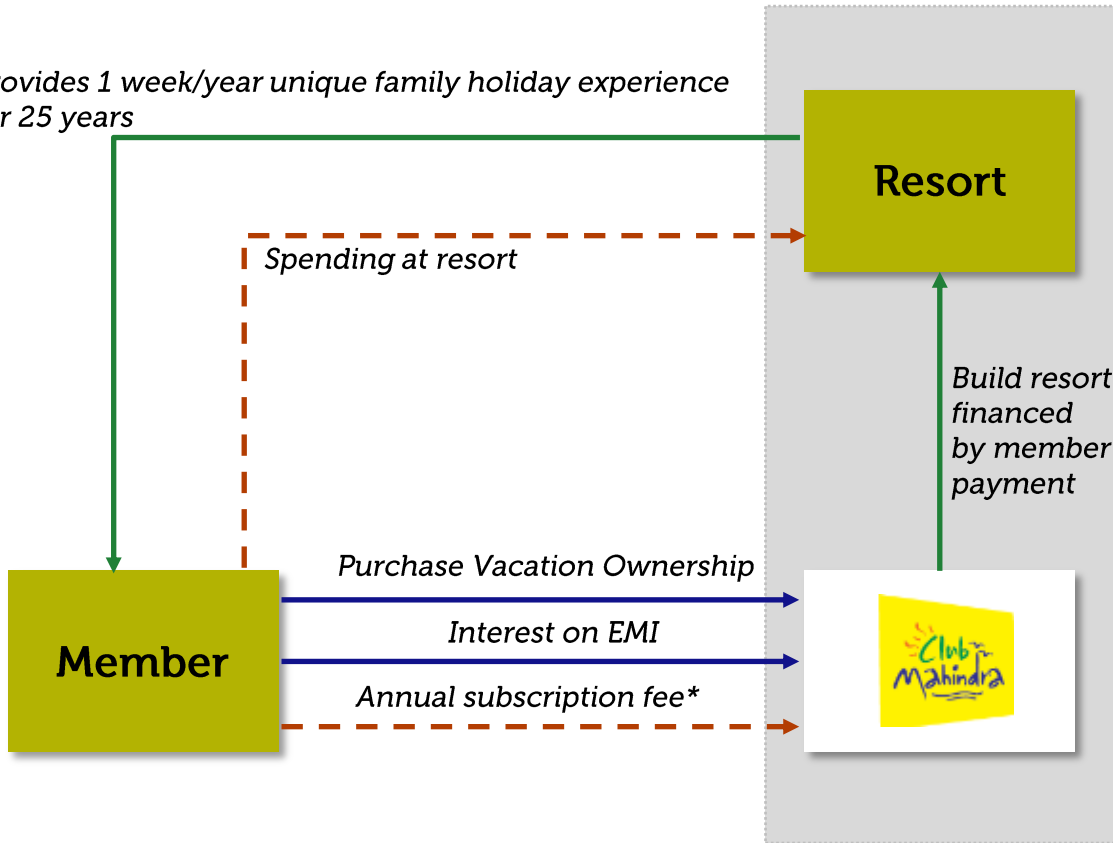 rovides 1 week/year unique family holiday experience
r 25 years
Resort
Spending at resort
Build resort
financed
by member
payment
Purchase Vacation Ownership
Interest on EMI
Member
Annual subscription fee*
Club
Mahindra